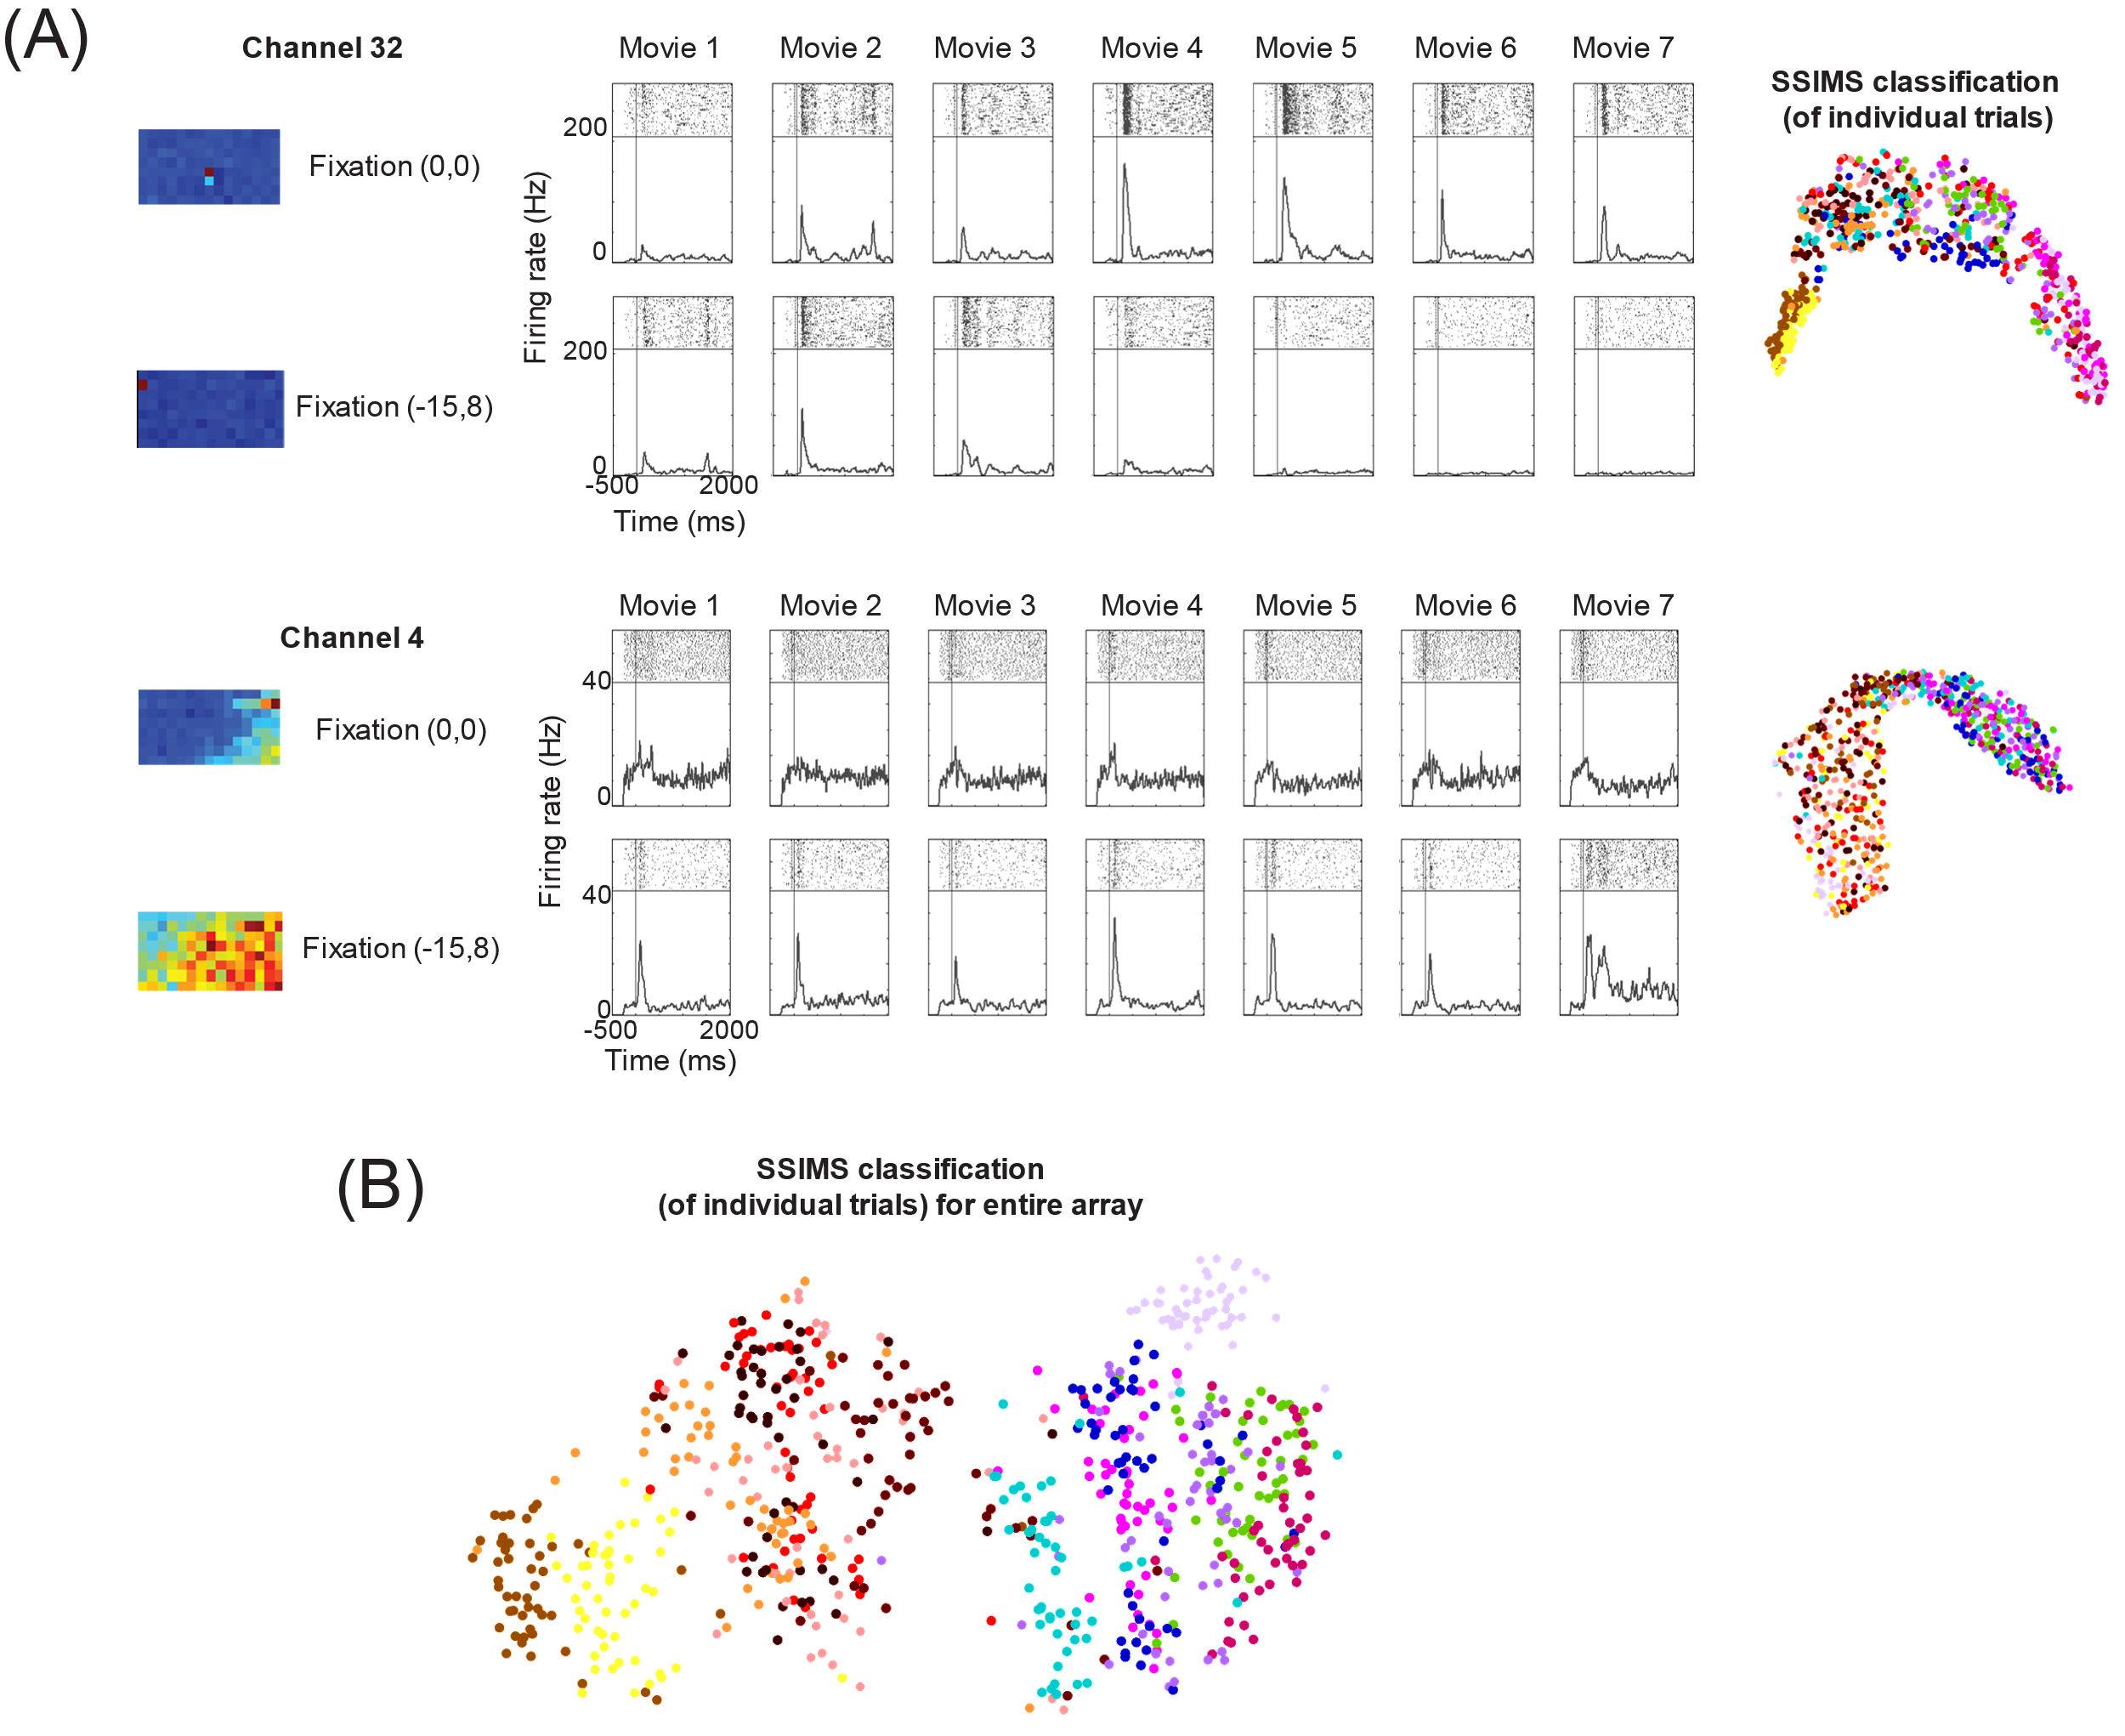 (A)
Channel 32
Movie 1 Movie 2 Movie 3 Movie 4 Movie 5 Movie 6 Movie 7
SSIMS classification
(of individual trials)
Fixation (0,0)
Firing rate (Hz)
200
0
Fixation (-15,8)
200
0
-500 2000
Time (ms)
Channel 4
Movie 1 Movie 2 Movie 3 Movie 4 Movie 5 Movie 6 Movie 7
Fixation (0,0)
Firing rate (Hz)
40
0
Fixation (-15,8)
40
0
-500 2000
Time (ms)
(B)
SSIMS classification
(of individual trials) for entire array